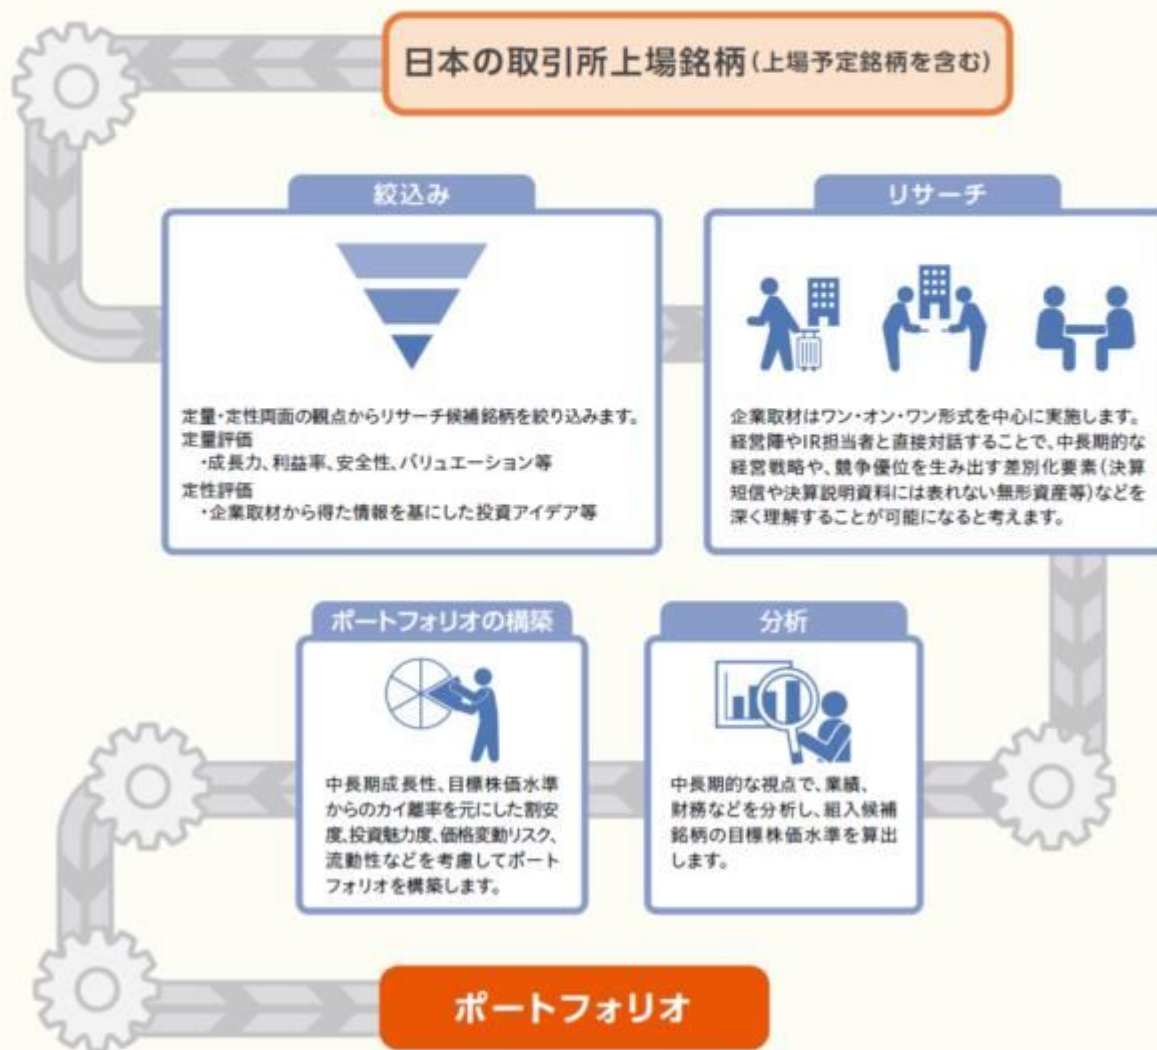 日本の取引所上場銘柄(上場予定銘柄を含む)
絞込み
定量・定性両面の観点からリサーチ候補銘柄を絞り込みます。
定量評価
・成長力、利益率、安全性、バリュエーション等
定性評価
・企業取材から得た情報を基にした投資アイデア等
リサーチ
企業取材はワン・オン・ワン形式を中心に実施します。
経営陣やIR担当者と直接対話することで、中長期的な
経営戦略や、競争優位を生み出す差別化要素(決算
短信や決算説明資料には表れない無形資産等)などを
深く理解することが可能になると考えます。
ポートフォリオの構築
中長期成長性、目標株価水準
からのカイ離率を元にした割安
度、投資魅力度、価格変動リスク、
流動性などを考慮してポート
フォリオを構築します。
分析
中長期的な視点で、業績、
財務などを分析し、組入候補
銘柄の目標株価水準を算出
します。
ポートフォリオ